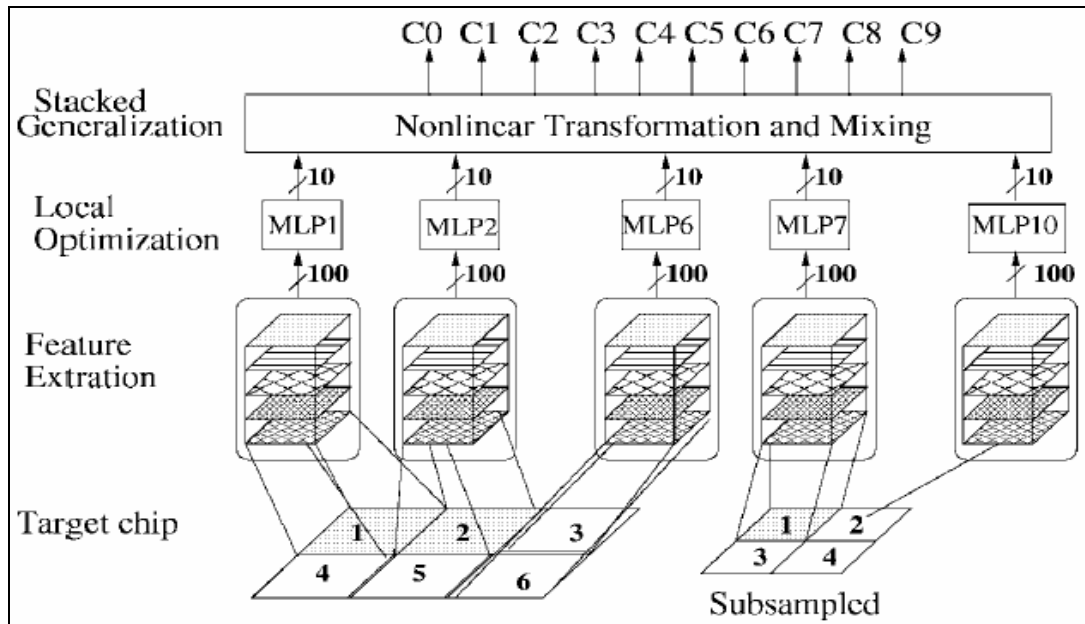 C0 C1 C2 C3 C4 C5 C6 C7 C8 C9
Stacked
Generalization
Nonlinear Transformation and Mixing
10 10 10 10 10
Local
Optimization
MLP1 MLP2 MLP6 MLP7 MLP10
100 100 100 100 100
Feature
Extration
Target chip
1 2 3
4 5 6
1 2
3 4
Subsampled